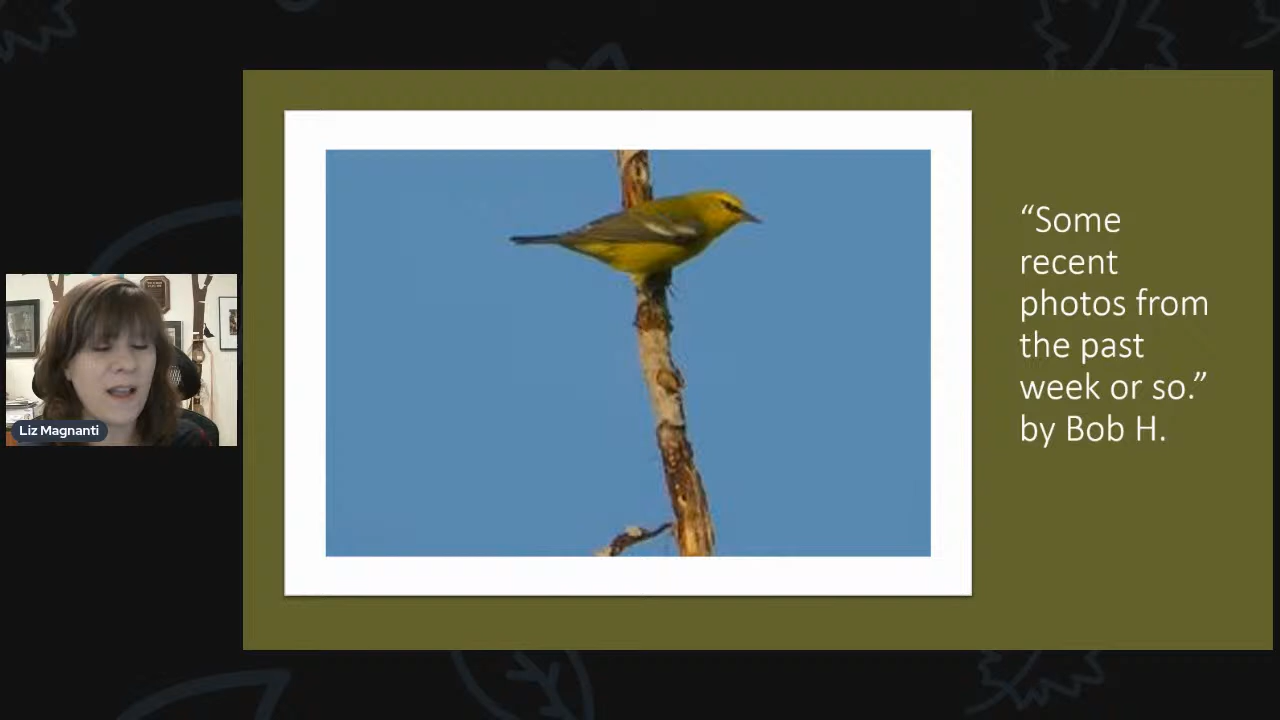 Liz Magnanti
“Some
recent
photos from
the past
week or so.”
by Bob H.